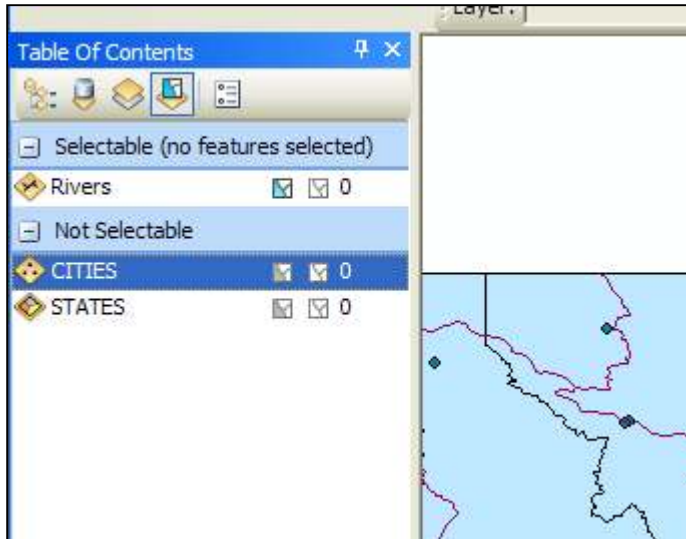 Layer:
Table Of Contents
Selectable (no features selected)
Rivers 0
Not Selectable
CITIES 0
STATES 0